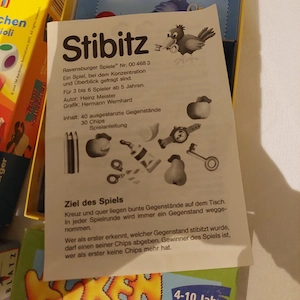 chen
ioli
Stibitz
Ravensburger Spiele® Nr. 00 468 3
Ein Spiel, bei dem Konzentration
und Überblick gefragt sind.
Für 2 bis 6 Spieler ab 5 Jahren
Autor: Heinz Meister
Grafik: Hermann Wernhard
Inhalt: 40 ausgestanzte Gegenstände
30 Chips
Spielanleitung
Ziel des Spiels
Kreuz und quer liegen bunte Gegenstände auf dem Tisch.
In jeder Spielrunde wird immer ein Gegenstand wegge-
nommen.
Wer als erster erkennt, welcher Gegenstand stibitzt wurde,
darf einen seiner Chips abgeben. Gewinner des Spiels ist,
wer als erster keine Chips mehr hat.
4-10 Jah